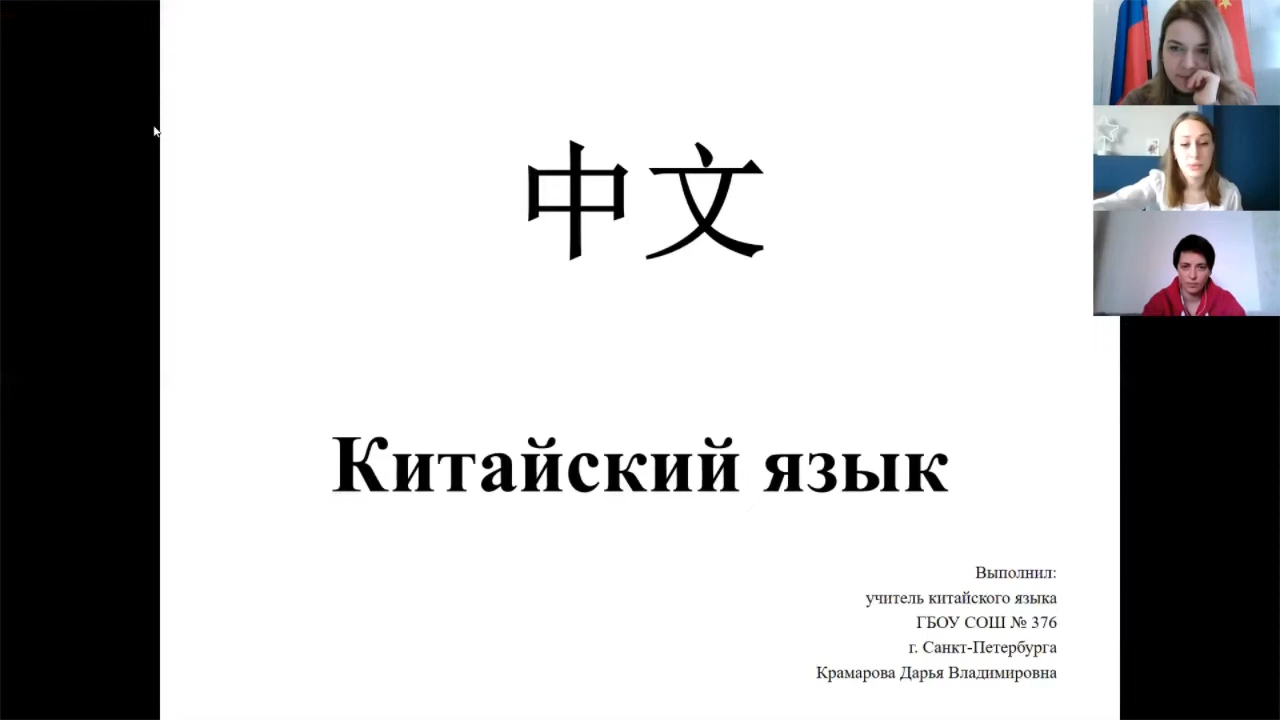 中文
Китайский язык
Выполнил:
учитель китайского языка
ГБОУ СОШ № 376
г. Санкт-Петербурга
Крамарова Дарья Владимировна